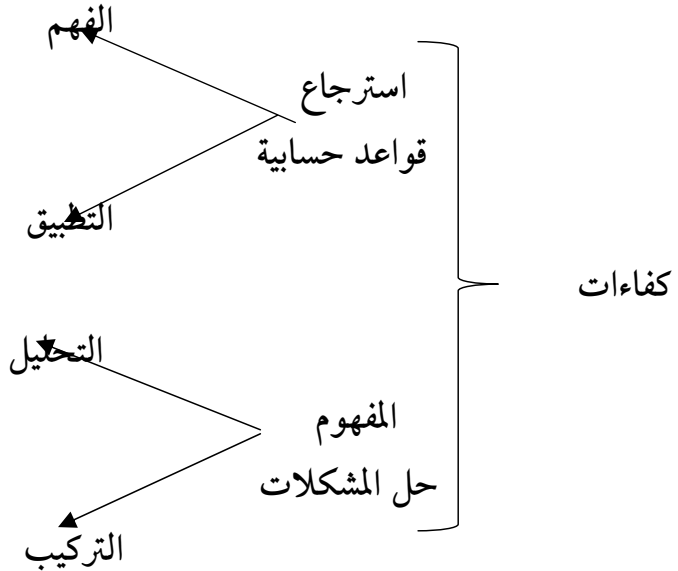 كفاءات
استرجاع
قواعد حسابية
الفهم
التطبيق
المفهوم
حل المشكلات
التحليل
التركيب